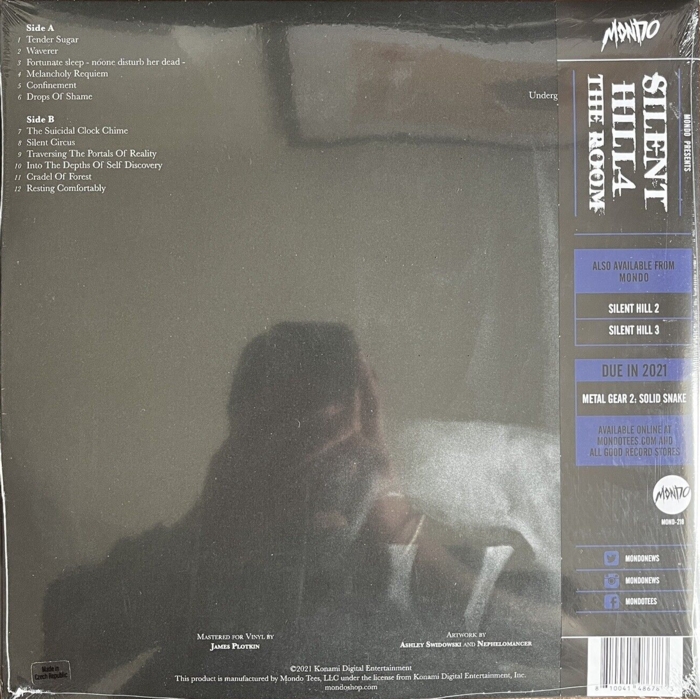 Side A
1 Tender Sugar
2 Waverer
3 Fortunate sleep - noone disturb her dead -
4 Melancholy Requiem
5 Confinement
6 Drops Of Shame
Underg
Side B
7 The Suicidal Clock Chime
8 Silent Circus
9 Traversing The Portals Of Reality
10 Into The Depths Of Self Discovery
11 Cradel Of Forest
12 Resting Comfortably
MASTERED FOR VINYL BY
JAMES PLOTKIN
ARTWORK BY
ASHLEY SWIDOWSKI AND NEPHELOMANCER
©2021 Konami Digital Entertainment
This product is manufactured by Mondo Tees, LLC under the license from Konami Digital Entertainment, Inc.
mondoshop.com
Made in
Czech Republic
MONDO
MONDO PRESENTS
SILENT
HILL 4
THE ROOM
ALSO AVAILABLE FROM
MONDO
SILENT HILL 2
SILENT HILL 3
DUE IN 2021
METAL GEAR 2: SOLID SNAKE
AVAILABLE ONLINE AT
MONDOTEES.COM AND
ALL GOOD RECORD STORES
MONDO
MOND-218
MONDONEWS
MONDONEWS
MONDOTEES